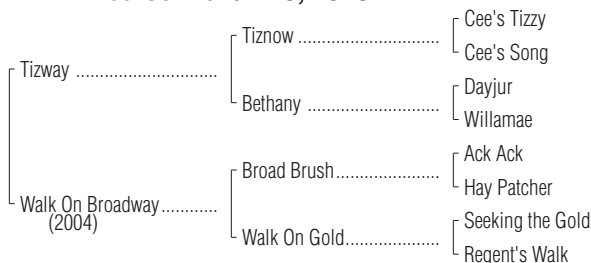 Cee's Tizzy
Tiznow ................................
Cee's Song
Tizway ................................
Dayjur
Bethany ..............................
Willamae
Ack Ack
Broad Brush.........................
Hay Patcher
Walk On Broadway.............
(2004)
Seeking the Gold
Walk On Gold.......................
Regent's Walk